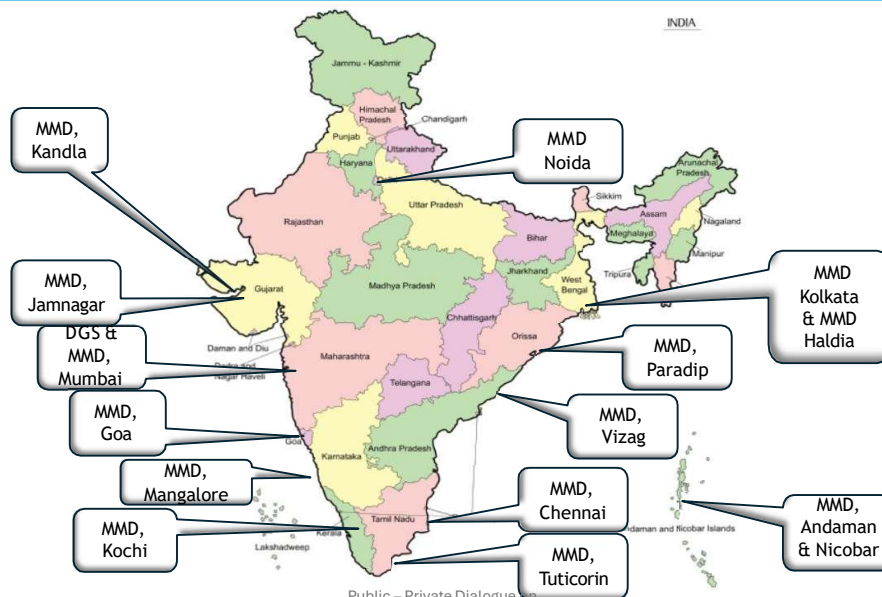 INDIA
Jammu - Kashmir
Himachal
Pradesh
Chandigarh
Punjab
Uttarakhand
Haryana
MMD,
Kandla
MMD
Noida
Arunachal
Pradesh
Sikkim
Rajasthan
Uttar Pradesh
Assam
Nagaland
Bihar
Meghalaya
Manipur
Tripura
MMD,
Jamnagar
Gujarat
Madhya Pradesh
Jharkhand
West
Bengal
Chhattisgarh
MMD
Kolkata
& MMD
Haldia
Orissa
Daman and Diu
Nagar Haveli
DGS &
MMD,
Mumbai
Maharashtra
Telangana
MMD,
Paradip
MMD,
Goa
Goa
MMD,
Vizag
Karnataka
Andhra Pradesh
MMD,
Mangalore
MMD,
Kochi
Lakshadweep
Kerala
Tamil Nadu
MMD,
Chennai
and Nicobar Islands
MMD,
Andaman
& Nicobar
MMD,
Tuticorin
Public – Private Dialogue